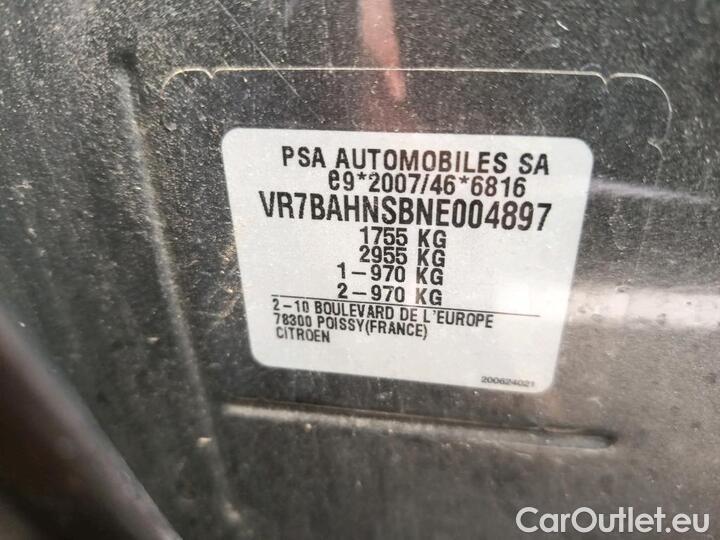 PSA AUTOMOBILES SA
e9*2007/46*6816
VR7BAHNSBNE004897
1755 KG
2955 KG
1-970 KG
2-970 KG
2-10 BOULEVARD DE L'EUROPE
78300 POISSY(FRANCE)
CITROEN
200624021
CarOutlet.eu